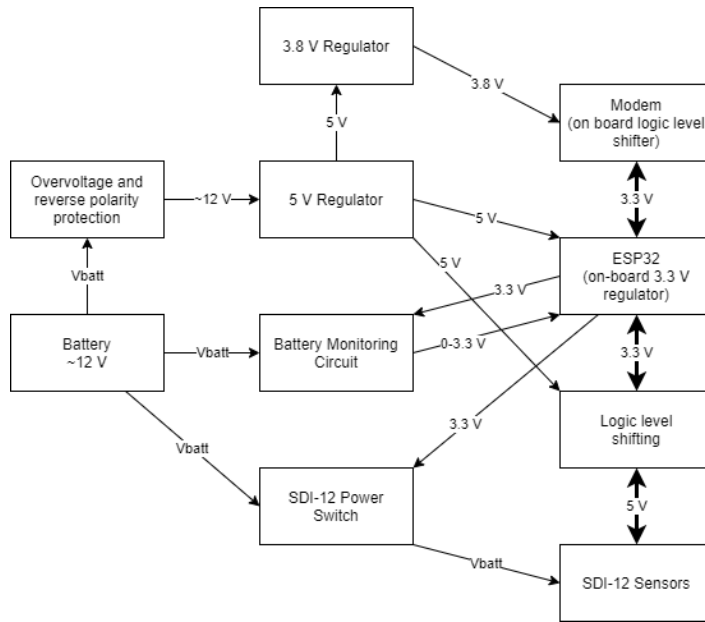 3.8 V Regulator
3.8 V
Modem
(on board logic level
shifter)
5 V
Overvoltage and
reverse polarity
protection
~12 V
5 V Regulator
3.3 V
5 V
Vbatt
5 V
ESP32
(on-board 3.3 V
regulator)
3.3 V
Battery
~12 V
Vbatt
Battery Monitoring
Circuit
0-3.3 V
3.3 V
Vbatt
3.3 V
Logic level
shifting
SDI-12 Power
Switch
5 V
Vbatt
SDI-12 Sensors